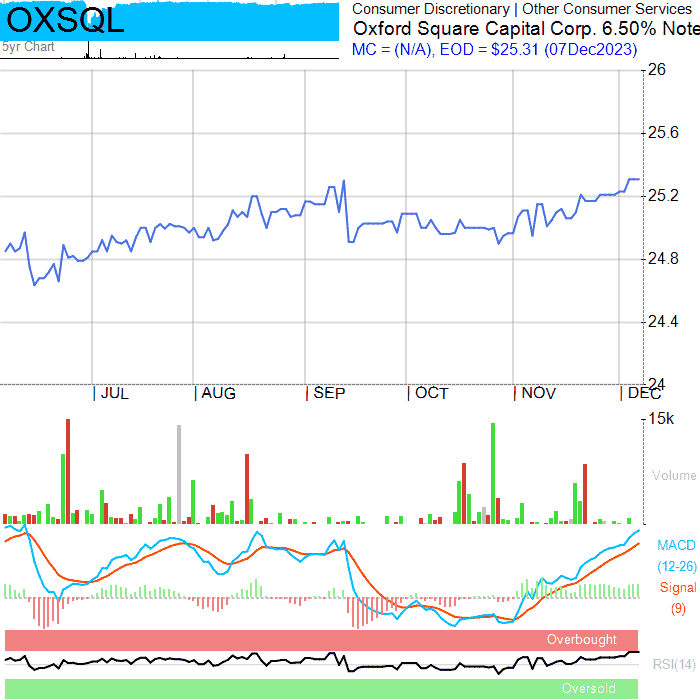 OXSQL
5yr Chart
Consumer Discretionary | Other Consumer Services
Oxford Square Capital Corp. 6.50% Note
MC = (N/A), EOD = $25.31 (07Dec2023)
26
25.6
25.2
24.8
24.4
24
JUL AUG SEP OCT NOV DEC
15k
Volume
MACD
(12-26)
Signal
(9)
Overbought
RSI(14)
Oversold